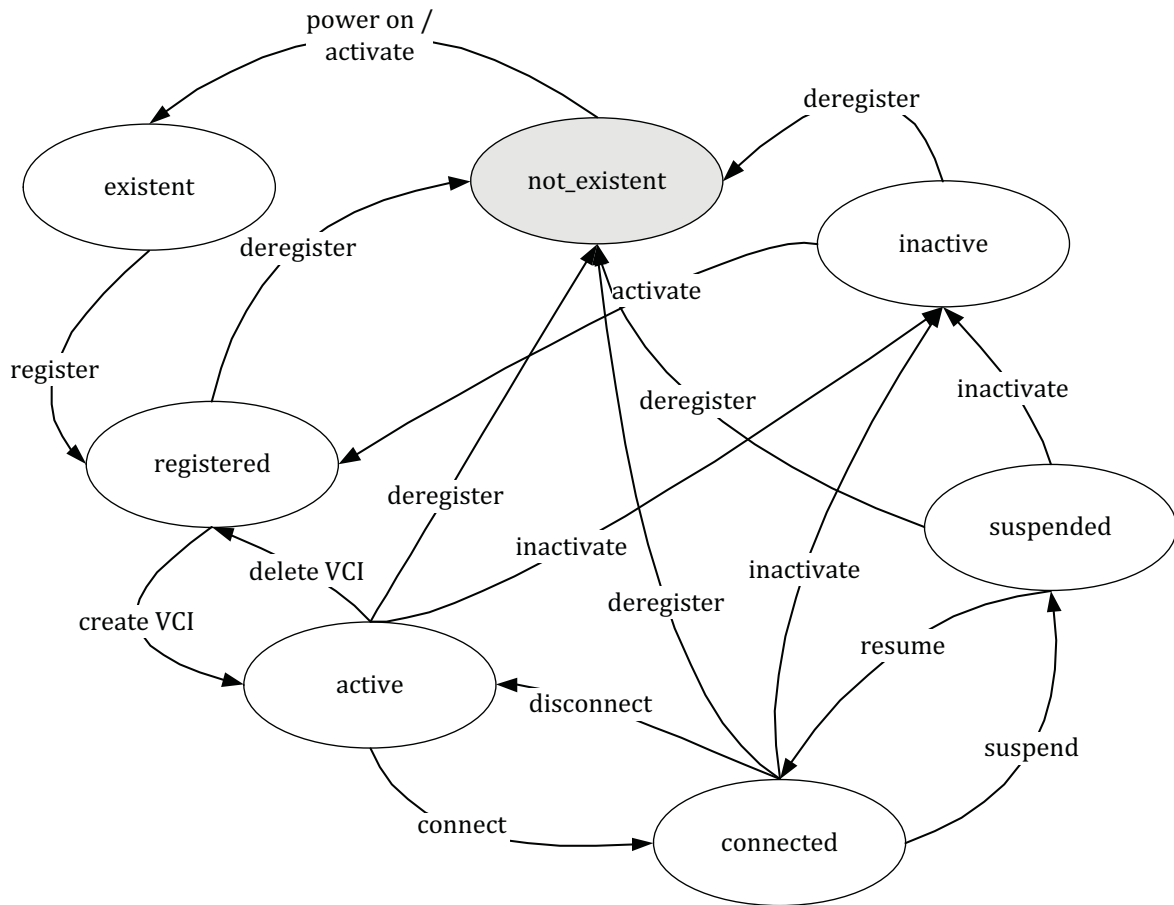 power on /
activate
deregister
existent
not_existent
inactive
deregister
activate
register
inactivate
deregister
registered
deregister
suspended
inactivate
delete VCI
inactivate
deregister
create VCI
resume
active
disconnect
suspend
connect
connected